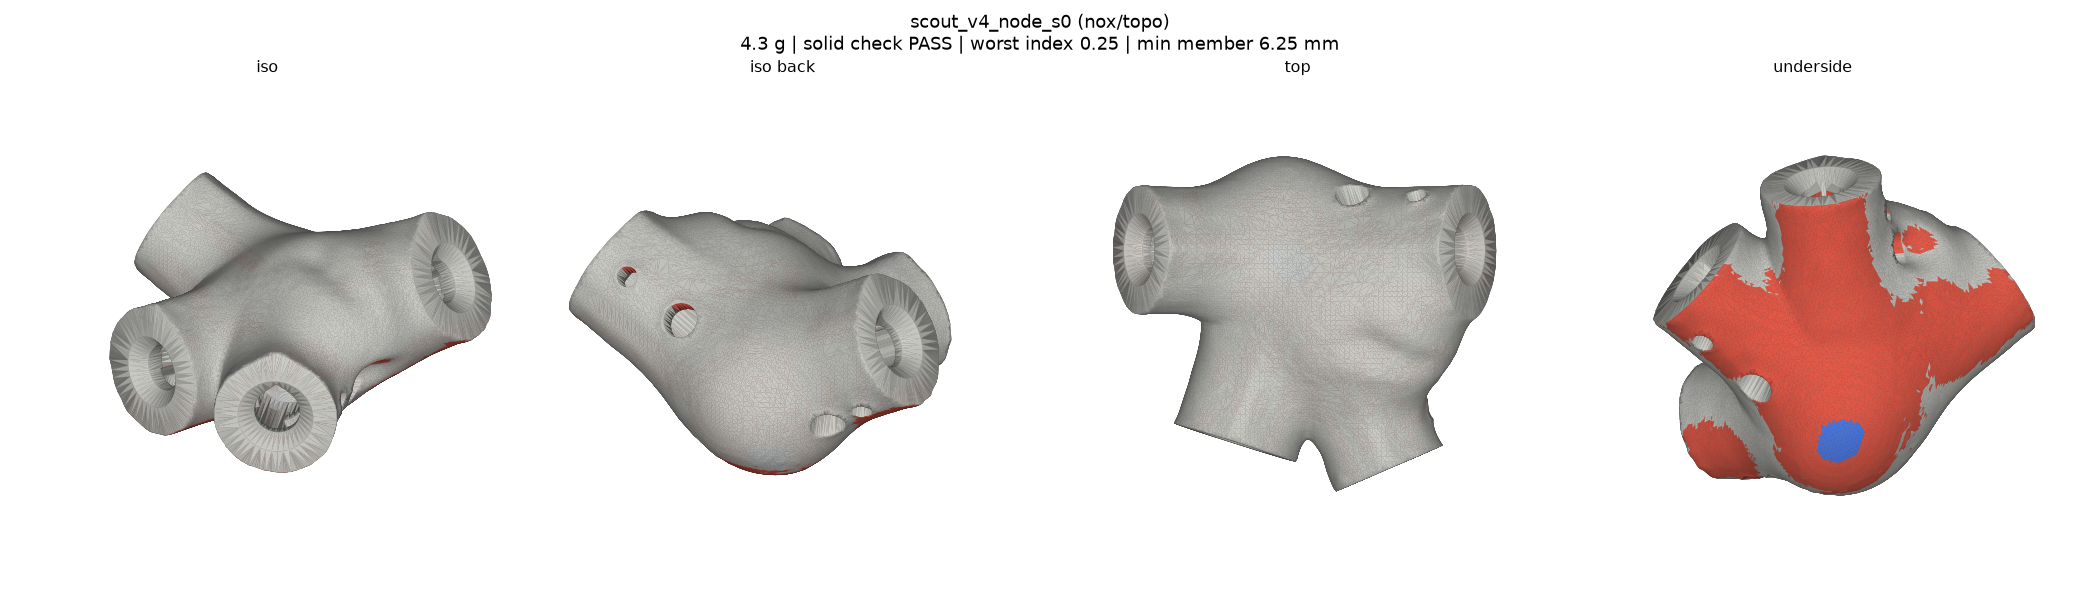 scout_v4_node_s0 (nox/topo)
4.3 g | solid check PASS | worst index 0.25 | min member 6.25 mm
iso
iso back
top
underside